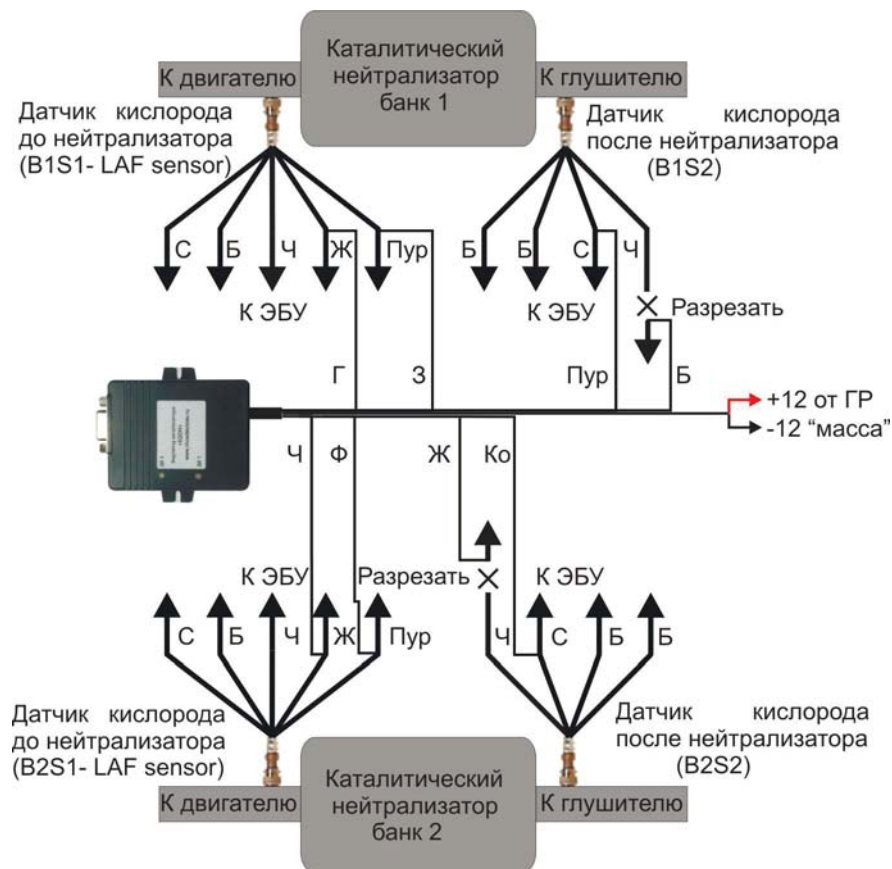 Каталитический
нейтрализатор
банк 1
К двигателю
К глушителю
Датчик кислорода
до нейтрализатора
(B1S1- LAF sensor)
Датчик кислорода
после нейтрализатора
(B1S2)
С Б Ч Ж Пур
Б Б С Ч
К ЭБУ
К ЭБУ
Разрезать
Г З Пур Б
+12 от ГР
-12 “масса”
Ч Ф Ж Ко
К ЭБУ
Разрезать
К ЭБУ
С Б Ч Ж Пур
Ч С Б Б
Датчик кислорода
до нейтрализатора
(B2S1- LAF sensor)
Датчик кислорода
после нейтрализатора
(B2S2)
К двигателю
Каталитический
нейтрализатор
банк 2
К глушителю